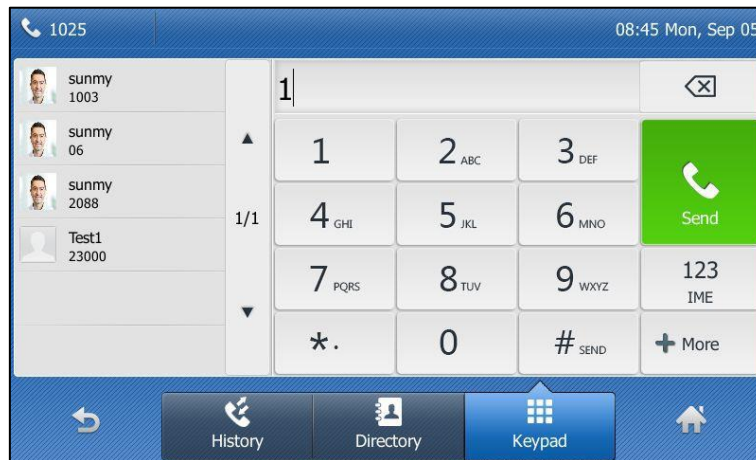 1025
08:45 Mon, Sep 05
sunmy
1003
sunmy
06
sunmy
2088
Test1
23000
1/1
1
1
2 ABC
3 DEF
Send
4 GHI
5 JKL
6 MNO
7 PQRS
8 TUV
9 WXYZ
123
IME
*.
0
# SEND
+ More
History
Directory
Keypad